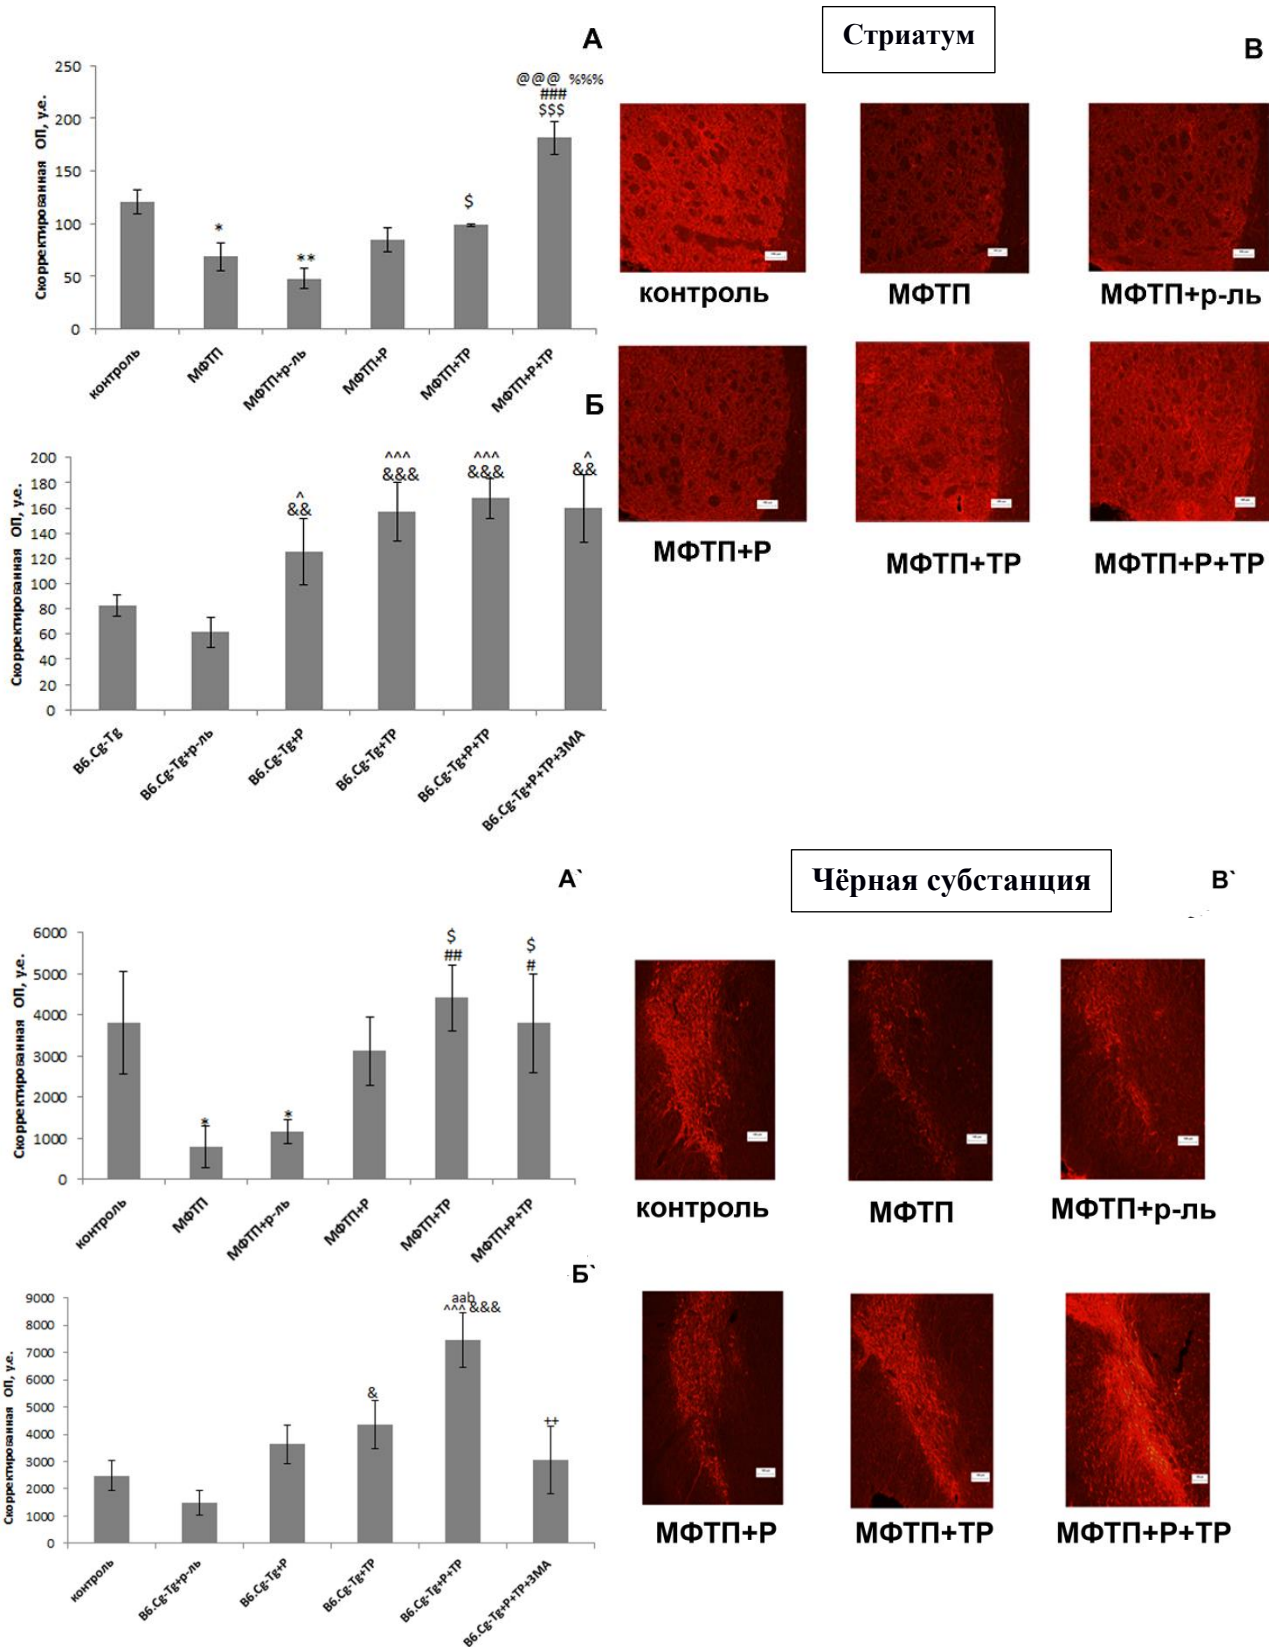 А
Стриатум
В
Скорректированная ОП, у.е.
250
200
150
100
50
0
*
**
$
@@@ %%%
###
$$$
контроль
МФТП
МФТП+р-ль
МФТП+Р
МФТП+ТР
МФТП+Р+ТР
контроль
МФТП
МФТП+р-ль
МФТП+Р
МФТП+ТР
МФТП+Р+ТР
Б
Скорректированная ОП, у.е.
200
180
160
140
120
100
80
60
40
20
0
^
&&
^^^
&&&
^^^
&&&
^
&&
B6.Cg-Tg
B6.Cg-Tg+р-ль
B6.Cg-Tg+Р
B6.Cg-Tg+ТР
B6.Cg-Tg+Р+ТР
B6.Cg-Tg+Р+ТР+3МА
А`
Чёрная субстанция
В`
Скорректированная ОП, у.е.
6000
5000
4000
3000
2000
1000
0
*
*
$
##
$
#
контроль
МФТП
МФТП+р-ль
МФТП+Р
МФТП+ТР
МФТП+Р+ТР
контроль
МФТП
МФТП+р-ль
МФТП+Р
МФТП+ТР
МФТП+Р+ТР
Б`
Скорректированная ОП, у.е.
9000
8000
7000
6000
5000
4000
3000
2000
1000
0
&
aab
^^^ &&&
++
контроль
B6.Cg-Tg+р-ль
B6.Cg-Tg+Р
B6.Cg-Tg+ТР
B6.Cg-Tg+Р+ТР
B6.Cg-Tg+Р+ТР+3МА